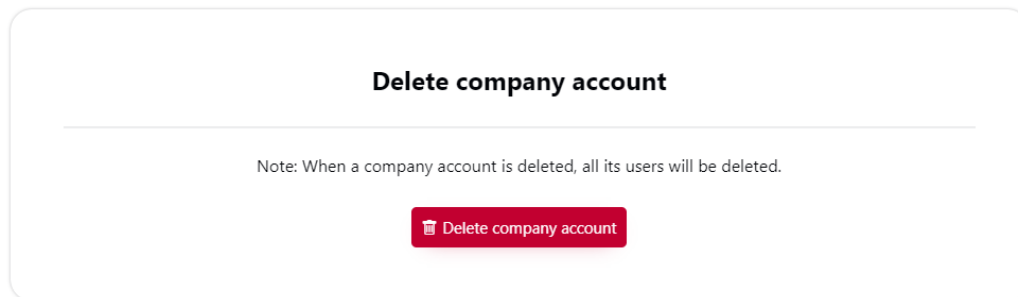 Delete company account
Note: When a company account is deleted, all its users will be deleted.
Delete company account